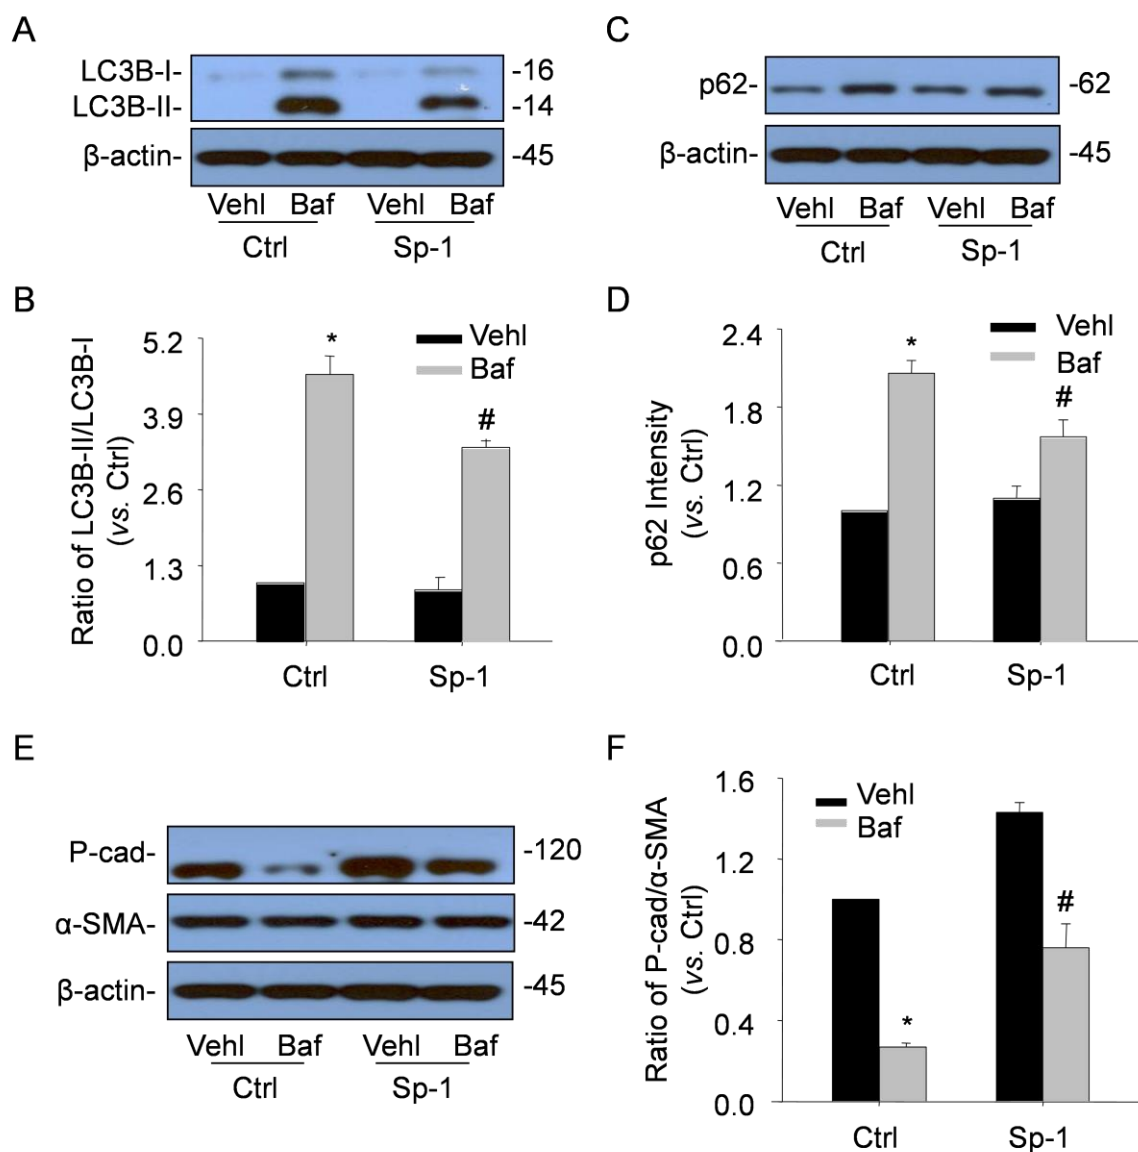 A
LC3B-I- -16
LC3B-II- -14
β-actin- -45
Vehl Baf Vehl Baf
Ctrl Sp-1
C
p62- -62
β-actin- -45
Vehl Baf Vehl Baf
Ctrl Sp-1
B
Ratio of LC3B-II/LC3B-I
(vs. Ctrl)
5.2
3.9
2.6
1.3
0.0
*
#
Vehl
Baf
Ctrl Sp-1
D
p62 Intensity
(vs. Ctrl)
2.4
1.8
1.2
0.6
0.0
*
#
Vehl
Baf
Ctrl Sp-1
E
P-cad- -120
α-SMA- -42
β-actin- -45
Vehl Baf Vehl Baf
Ctrl Sp-1
F
Ratio of P-cad/α-SMA
(vs. Ctrl)
1.6
1.2
0.8
0.4
0.0
Vehl
Baf
*
#
Ctrl Sp-1